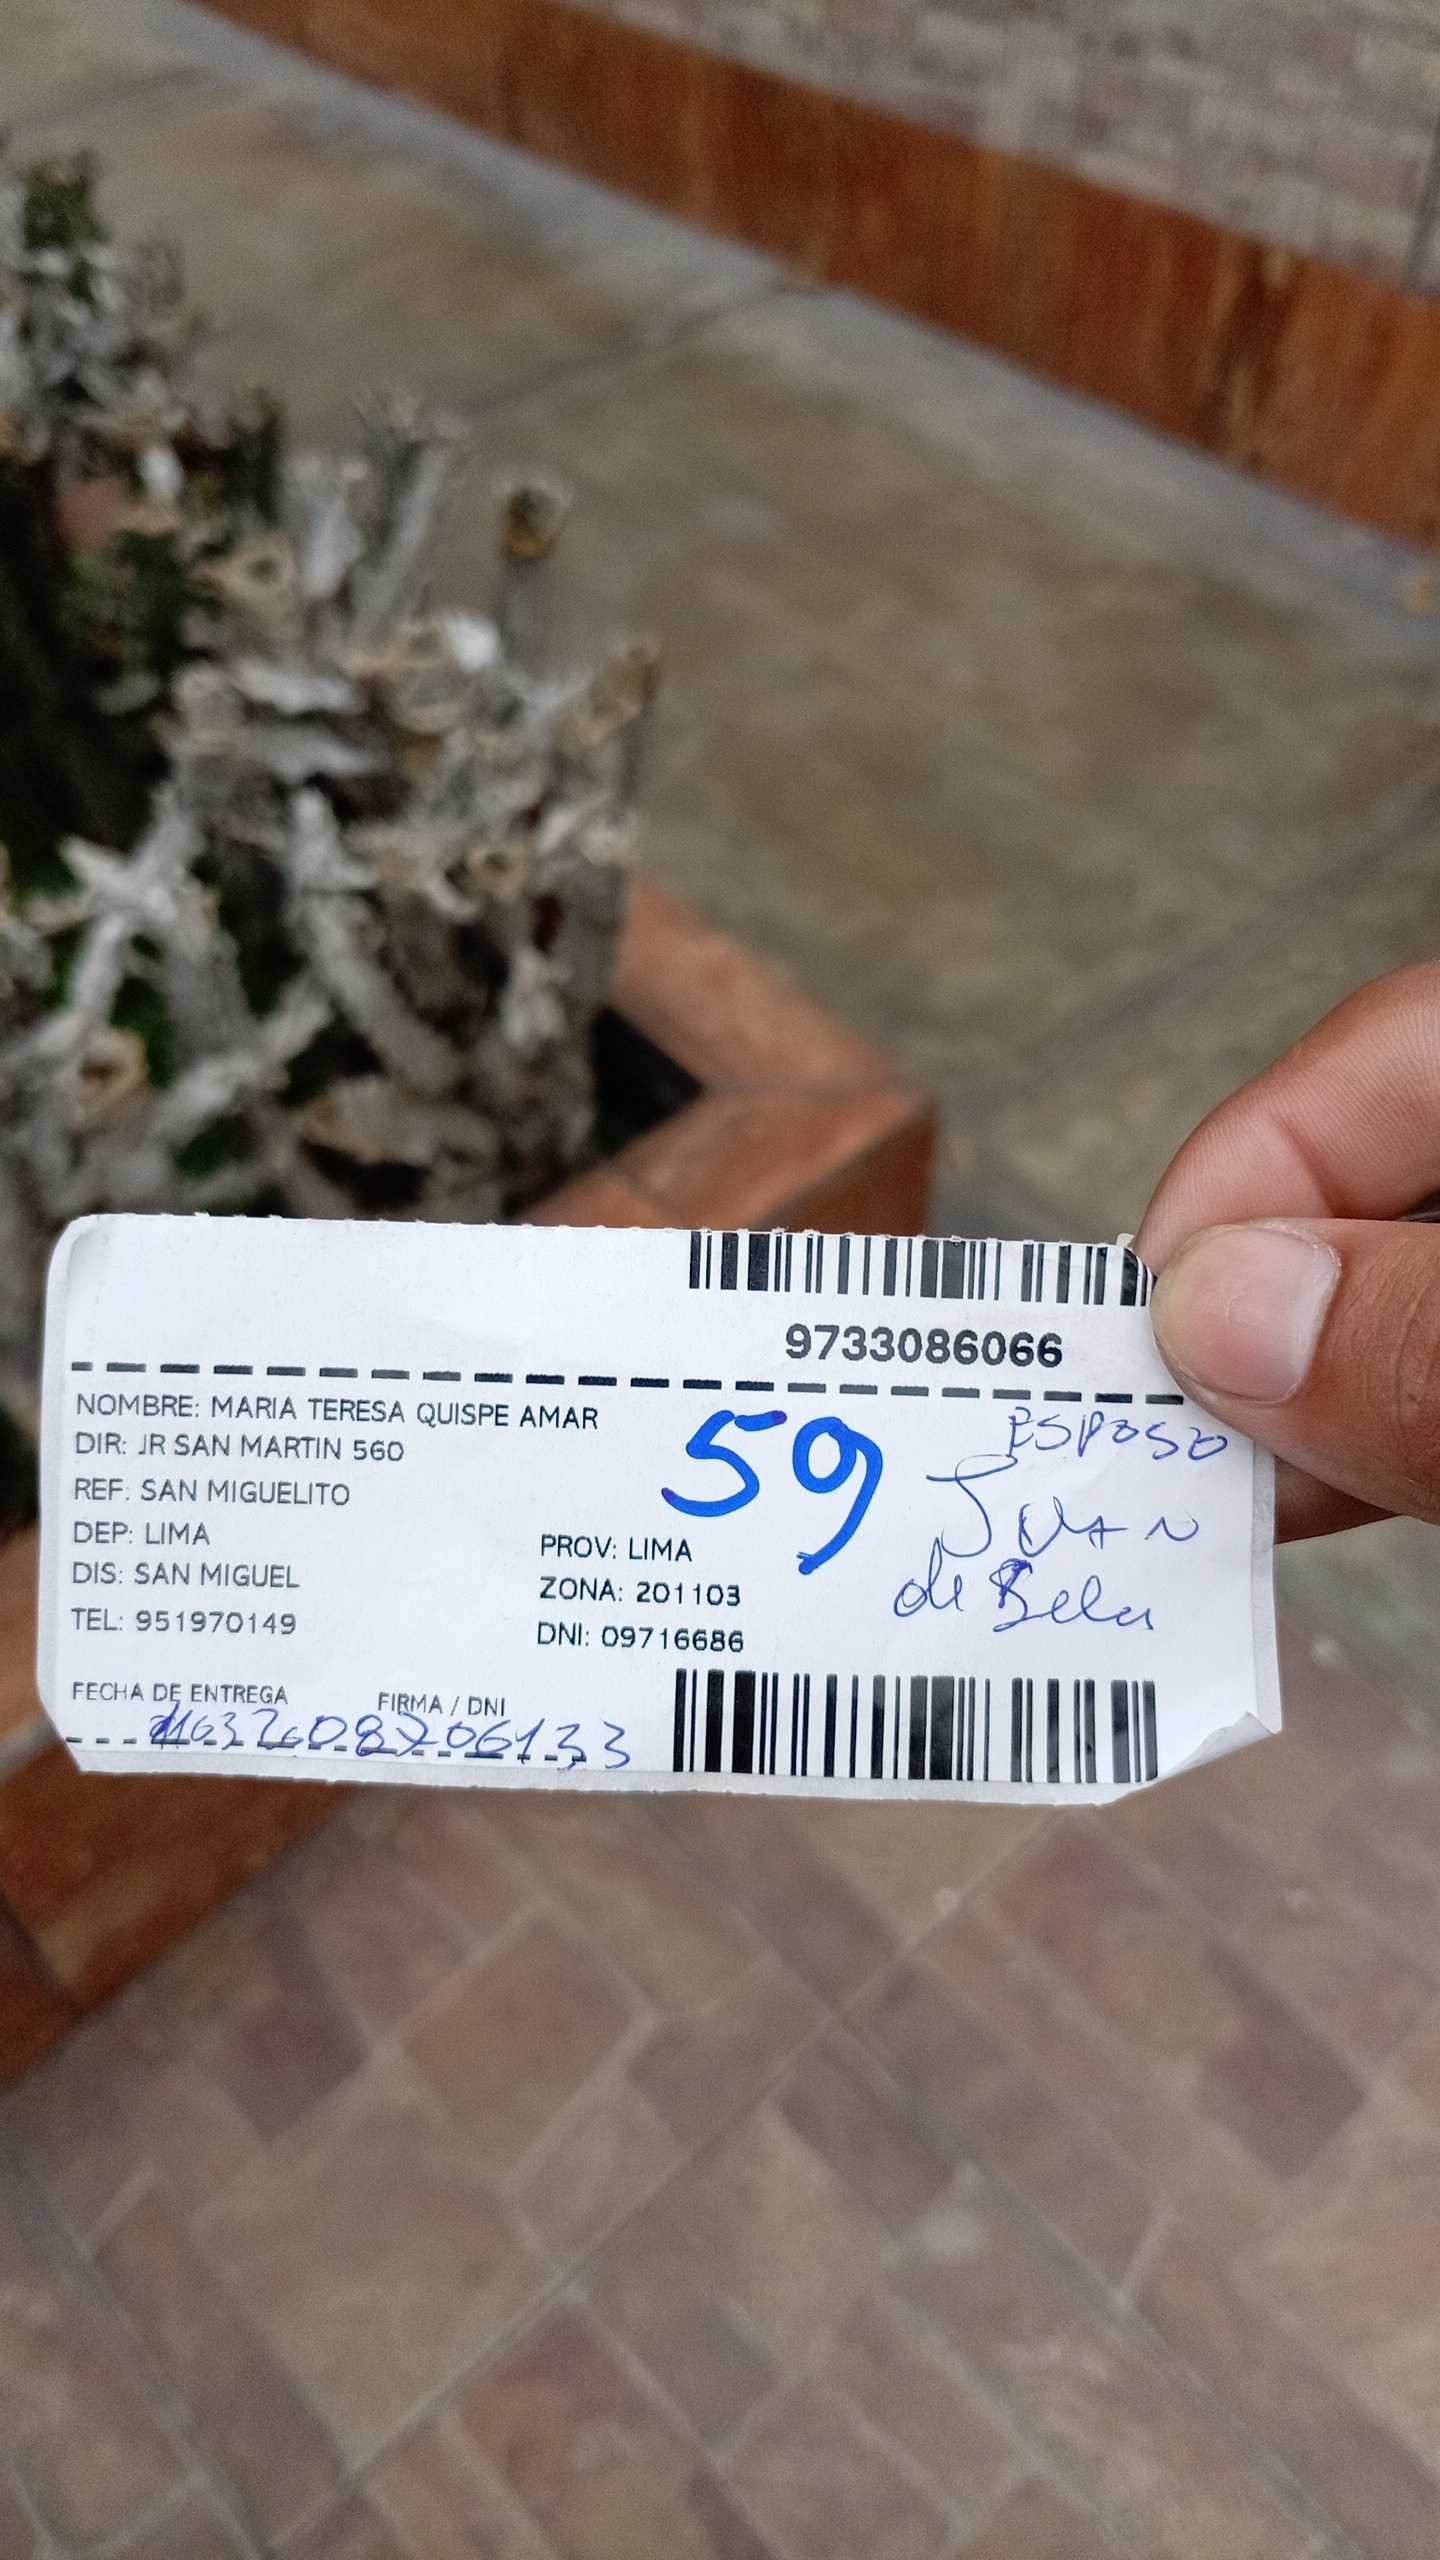 9733086066
NOMBRE: MARIA TERESA QUISPE AMAR
DIR: JR SAN MARTIN 560
REF: SAN MIGUELITO
DEP: LIMA
PROV: LIMA
DIS: SAN MIGUEL
ZONA: 201103
TEL: 951970149
DNI: 09716686
59
ESPOSO
JUAN
de
FECHA DE ENTREGA
FIRMA / DNI